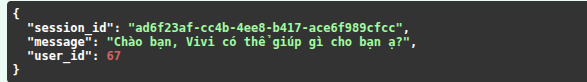 {
"session_id": "ad6f23af-cc4b-4ee8-b417-ace6f989cfcc",
"message": "Chào bạn, Vivi có thể giúp gì cho bạn ạ?",
"user_id": 67
}